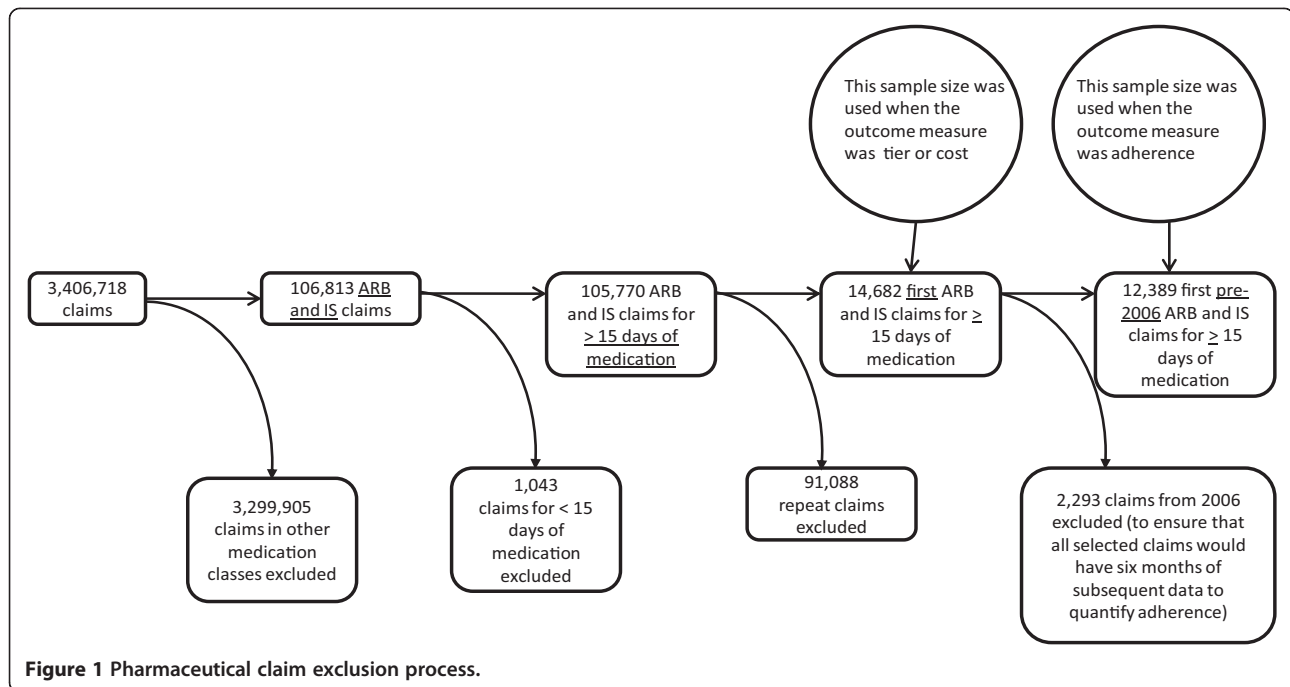 This sample size was
used when the
outcome measure
was tier or cost
This sample size was
used when the
outcome measure
was adherence
3,406,718
claims
106,813 ARB
and IS claims
105,770 ARB
and IS claims for
≥ 15 days of
medication
14,682 first ARB
and IS claims for ≥
15 days of
medication
12,389 first pre-
2006 ARB and IS
claims for ≥ 15
days of
medication
3,299,905
claims in other
medication
classes excluded
1,043
claims for < 15
days of
medication
excluded
91,088
repeat claims
excluded
2,293 claims from 2006
excluded (to ensure that
all selected claims would
have six months of
subsequent data to
quantify adherence)
Figure 1 Pharmaceutical claim exclusion process.